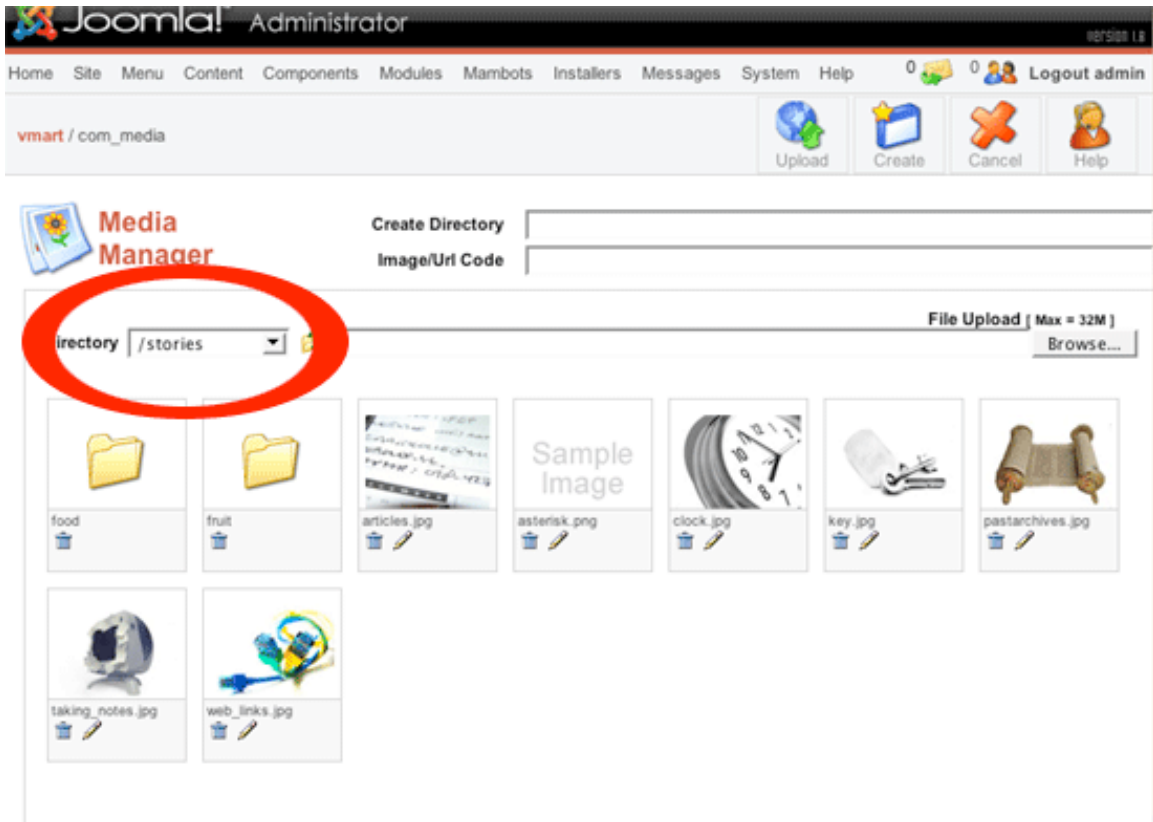 Joomla! Administrator
version 1.0
Home Site Menu Content Components Modules Mambots Installers Messages System Help 0 0 Logout admin
vmart / com_media
Upload Create Cancel Help
Media
Manager
Create Directory
Image/Url Code
File Upload [ Max = 32M ]
irectory /stories Browse...
Sample
Image
food fruit articles.jpg asterisk.png clock.jpg key.jpg pastarchives.jpg
taking_notes.jpg web_links.jpg